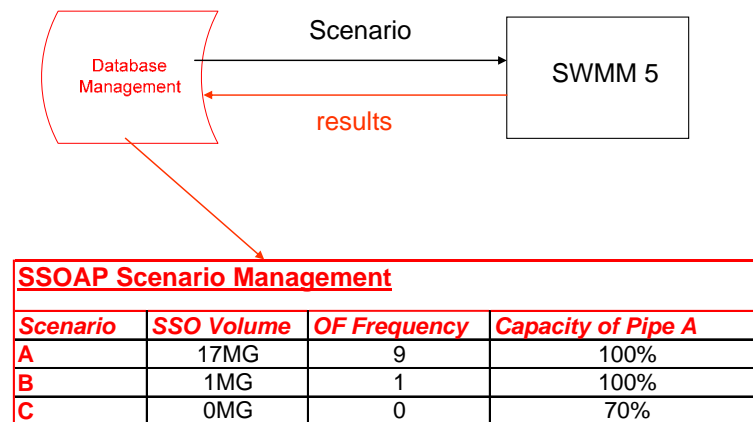 Scenario
Database
Management
SWMM 5
results
SSOAP Scenario Management
Scenario SSO Volume OF Frequency Capacity of Pipe A
A 17MG 9 100%
B 1MG 1 100%
C 0MG 0 70%